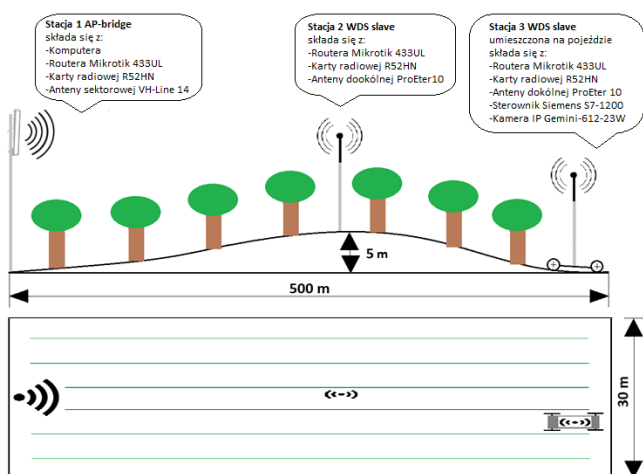 Stacja 1 AP-bridge
składa się z:
-Komputera
-Routera Mikrotik 433UL
-Karty radiowej R52HN
-Anteny sektorowej VH-Line 14
Stacja 2 WDS slave
składa się z:
-Routera Mikrotik 433UL
-Karty radiowej R52HN
-Anteny dookólnej ProEter10
Stacja 3 WDS slave
umieszczona na pojeździe
składa się z:
-Routera Mikrotik 433UL
-Karty radiowej R52HN
-Anteny dokólnej ProEter 10
-Sterownik Siemens S7-1200
-Kamera IP Gemini-612-23W
5 m
500 m
30 m